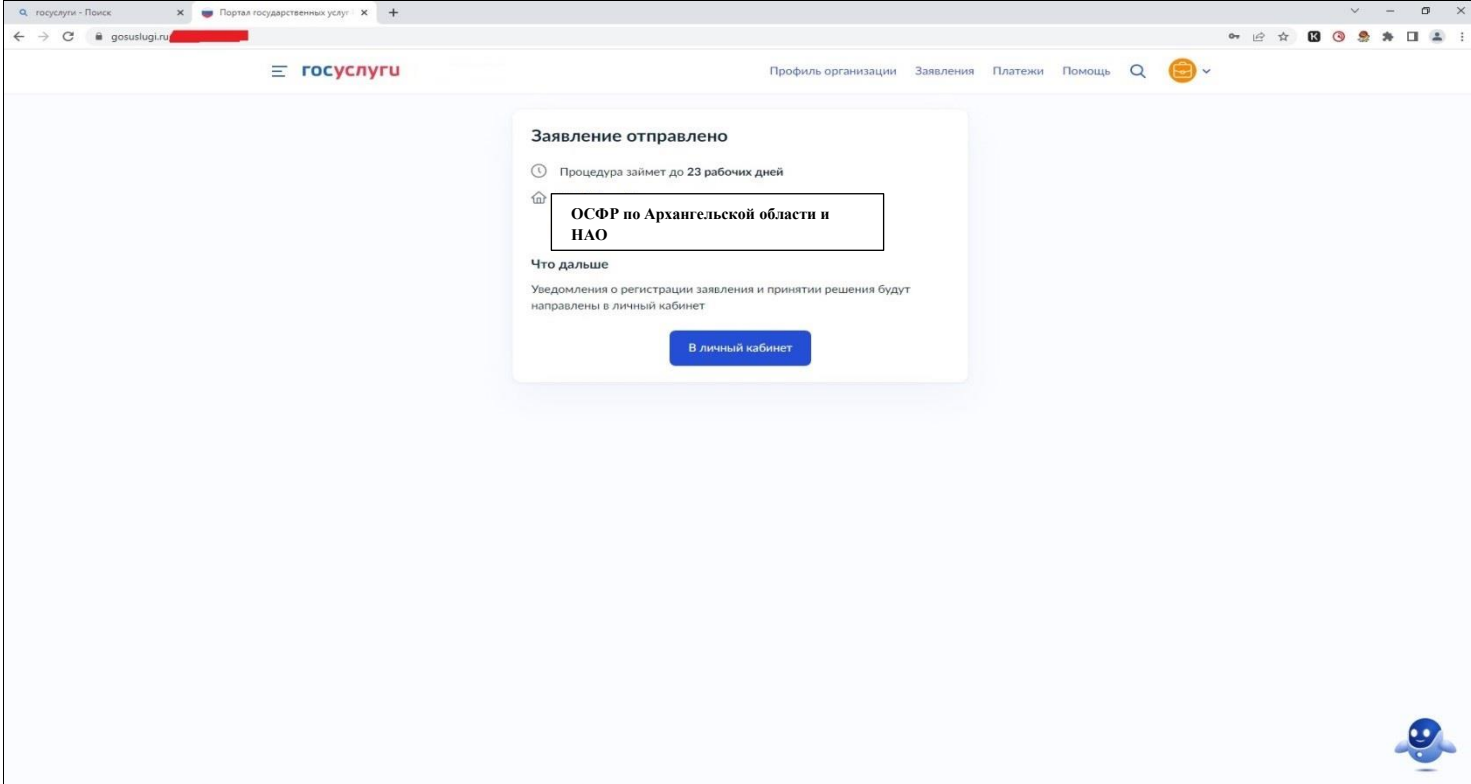 госуслуги - Поиск
Портал государственных услуг
gosuslugi.ru
госуслуги
Профиль организации Заявления Платежи Помощь
Заявление отправлено
Процедура займет до 23 рабочих дней
ОСФР по Архангельской области и
НАО
Что дальше
Уведомления о регистрации заявления и принятии решения будут
направлены в личный кабинет
В личный кабинет